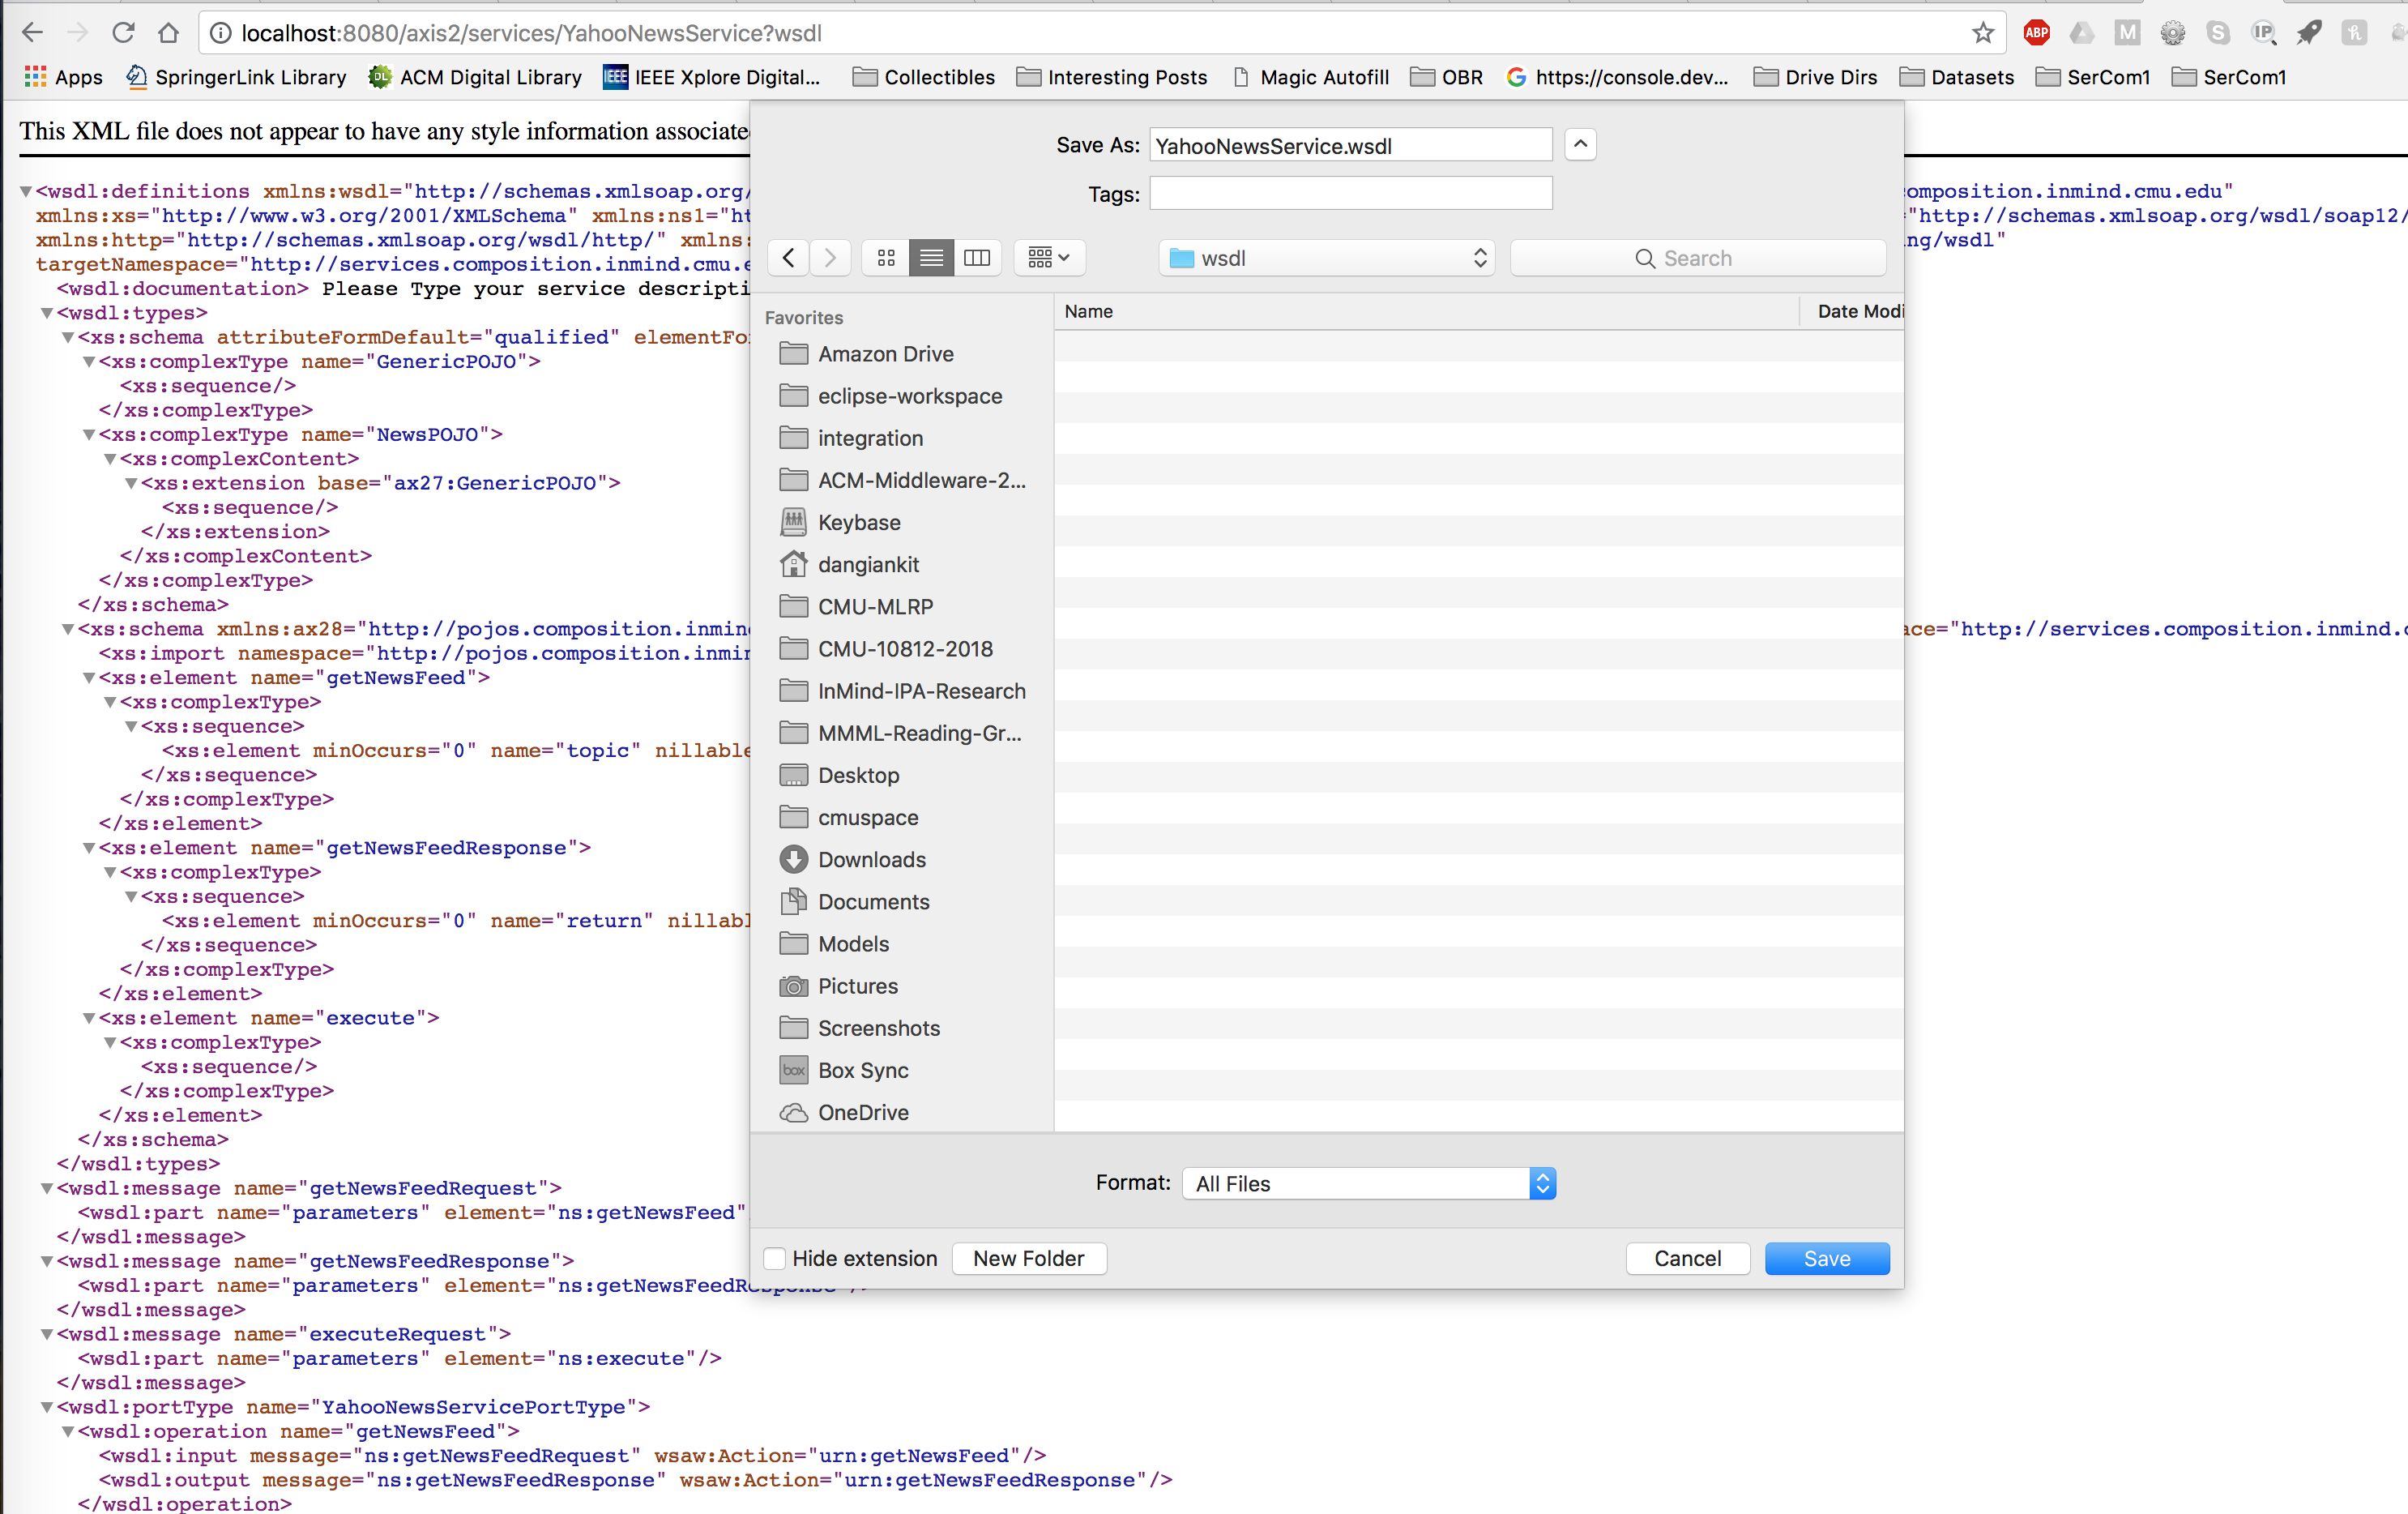 localhost:8080/axis2/services/YahooNewsService?wsdl
ABP
M
S
IP
h
Apps
SpringerLink Library
DL
ACM Digital Library
IEEE
IEEE Xplore Digital...
Collectibles
Interesting Posts
Magic Autofill
OBR
https://console.dev...
Drive Dirs
Datasets
SerCom1
SerCom1
This XML file does not appear to have any style information associate
<wsdl:definitions xmlns:wsdl="http://schemas.xmlsoap.org/
composition.inmind.cmu.edu"
xmlns:xs="http://www.w3.org/2001/XMLSchema" xmlns:ns1="ht
"http://schemas.xmlsoap.org/wsdl/soap12/
xmlns:http="http://schemas.xmlsoap.org/wsdl/http/" xmlns:
ng/wsdl"
targetNamespace="http://services.composition.inmind.cmu.e
<wsdl:documentation> Please Type your service descripti
<wsdl:types>
<xs:schema attributeFormDefault="qualified" elementFo
<xs:complexType name="GenericPOJO">
<xs:sequence/>
</xs:complexType>
<xs:complexType name="NewsPOJO">
<xs:complexContent>
<xs:extension base="ax27:GenericPOJO">
<xs:sequence/>
</xs:extension>
</xs:complexContent>
</xs:complexType>
</xs:schema>
<xs:schema xmlns:ax28="http://pojos.composition.inmin
ace="http://services.composition.inmind.c
<xs:import namespace="http://pojos.composition.inmin
<xs:element name="getNewsFeed">
<xs:complexType>
<xs:sequence>
<xs:element minOccurs="0" name="topic" nillable
</xs:sequence>
</xs:complexType>
</xs:element>
<xs:element name="getNewsFeedResponse">
<xs:complexType>
<xs:sequence>
<xs:element minOccurs="0" name="return" nillabl
</xs:sequence>
</xs:complexType>
</xs:element>
<xs:element name="execute">
<xs:complexType>
<xs:sequence/>
</xs:complexType>
</xs:element>
</xs:schema>
</wsdl:types>
<wsdl:message name="getNewsFeedRequest">
<wsdl:part name="parameters" element="ns:getNewsFeed"
</wsdl:message>
<wsdl:message name="getNewsFeedResponse">
<wsdl:part name="parameters" element="ns:getNewsFeedResponse"/>
</wsdl:message>
<wsdl:message name="executeRequest">
<wsdl:part name="parameters" element="ns:execute"/>
</wsdl:message>
<wsdl:portType name="YahooNewsServicePortType">
<wsdl:operation name="getNewsFeed">
<wsdl:input message="ns:getNewsFeedRequest" wsaw:Action="urn:getNewsFeed"/>
<wsdl:output message="ns:getNewsFeedResponse" wsaw:Action="urn:getNewsFeedResponse"/>
</wsdl:operation>
Save As: YahooNewsService.wsdl
Tags:
wsdl
Search
Favorites
Name
Date Modi
Amazon Drive
eclipse-workspace
integration
ACM-Middleware-2...
Keybase
dangiankit
CMU-MLRP
CMU-10812-2018
InMind-IPA-Research
MMML-Reading-Gr...
Desktop
cmuspace
Downloads
Documents
Models
Pictures
Screenshots
box
Box Sync
OneDrive
Format: All Files
Hide extension
New Folder
Cancel
Save